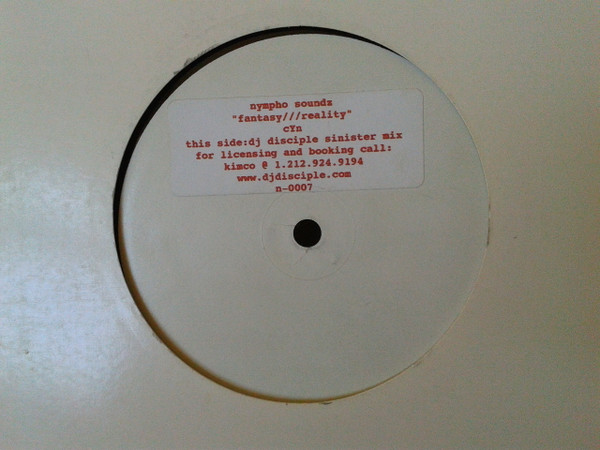 nympho soundz
"fantasy///reality"
cYn
this side:dj disciple sinister mix
for licensing and booking call:
kimco @ 1.212.924.9194
www.djdisciple.com
n-0007